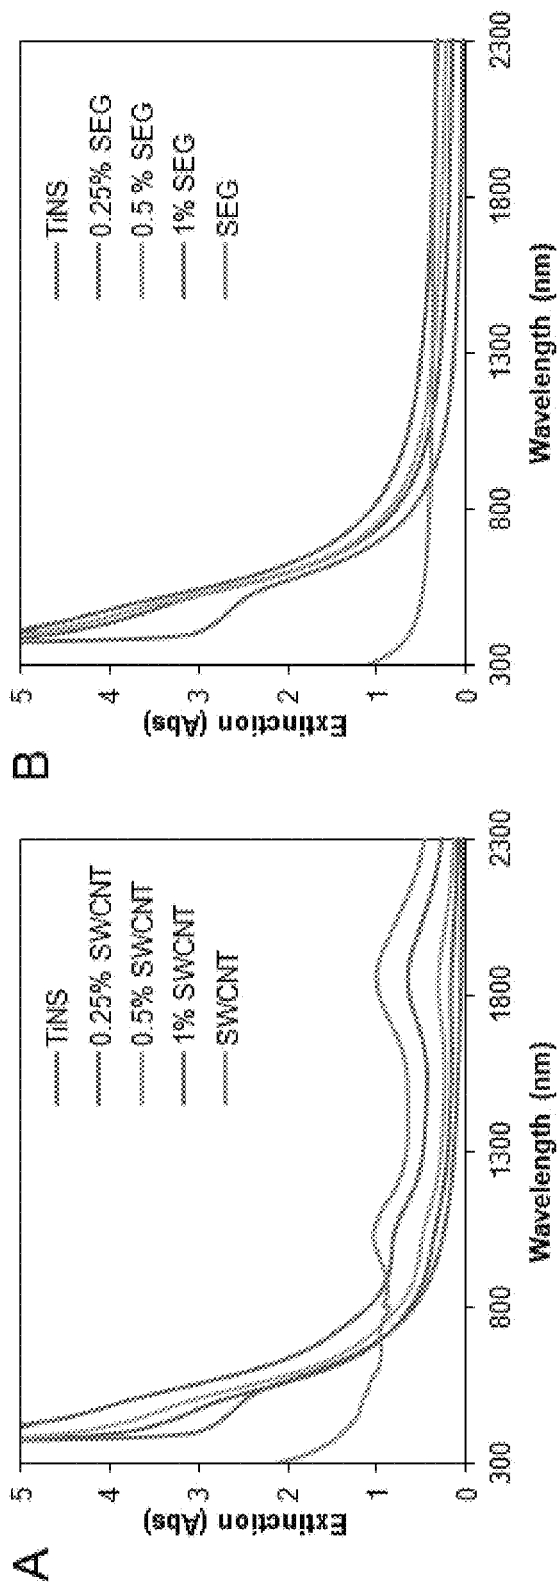 A
Extinction (Abs)
5
4
3
2
1
0
TiNS
0.25% SWCNT
0.5% SWCNT
1% SWCNT
SWCNT
300
800
1300
1800
2300
Wavelength (nm)
B
Extinction (Abs)
5
4
3
2
1
0
TiNS
0.25% SEG
0.5 % SEG
1% SEG
SEG
300
800
1300
1800
2300
Wavelength (nm)